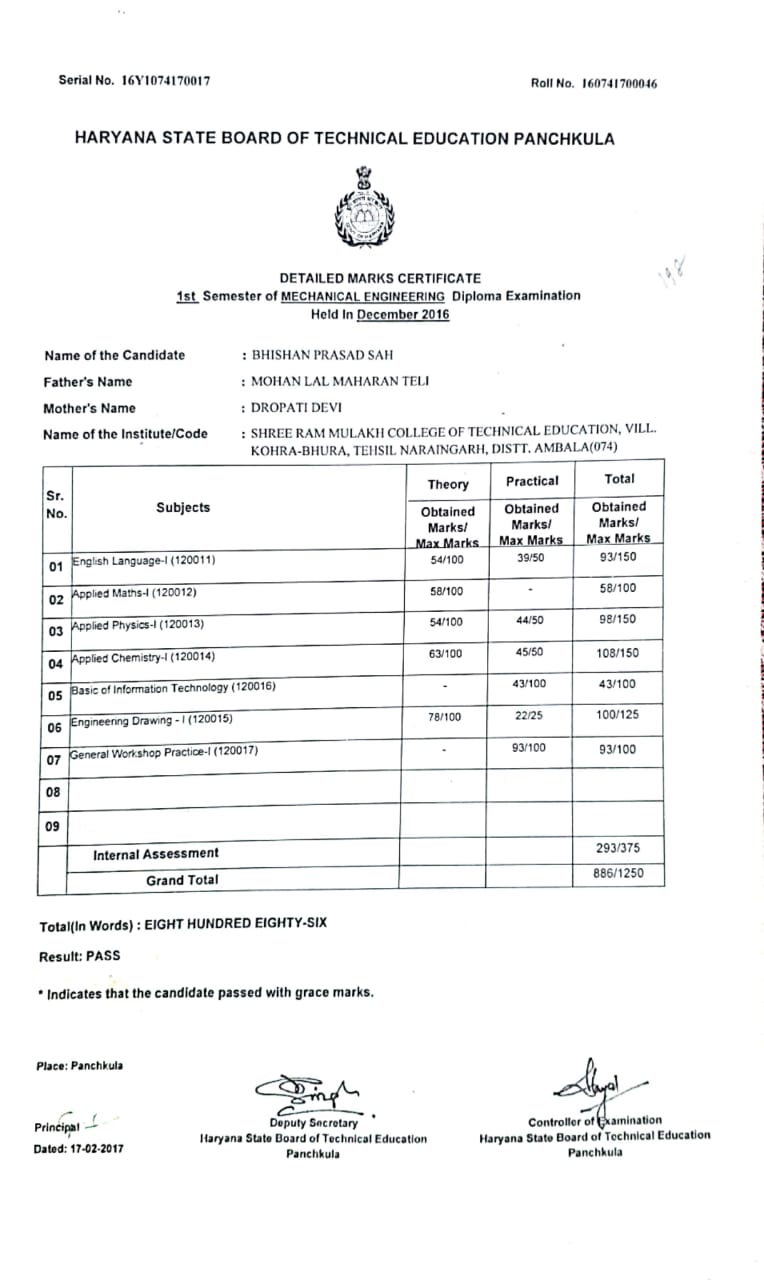 Serial No. 16Y1074170017 Roll No. 160741700046
HARYANA STATE BOARD OF TECHNICAL EDUCATION PANCHKULA
198
DETAILED MARKS CERTIFICATE
1st Semester of MECHANICAL ENGINEERING Diploma Examination
Held In December 2016
Name of the Candidate : BHISHAN PRASAD SAH
Father's Name : MOHAN LAL MAHARAN TELI
Mother's Name : DROPATI DEVI
Name of the Institute/Code : SHREE RAM MULAKH COLLEGE OF TECHNICAL EDUCATION, VILL.
KOHRA-BHURA, TEHSIL NARAINGARH, DISTT. AMBALA(074)
Sr. No. Subjects Theory Practical Total
Obtained Marks/ Max Marks Obtained Marks/ Max Marks Obtained Marks/ Max Marks
01 English Language-I (120011) 54/100 39/50 93/150
02 Applied Maths-I (120012) 58/100 - 58/100
03 Applied Physics-I (120013) 54/100 44/50 98/150
04 Applied Chemistry-I (120014) 63/100 45/50 108/150
05 Basic of Information Technology (120016) - 43/100 43/100
06 Engineering Drawing - I (120015) 78/100 22/25 100/125
07 General Workshop Practice-I (120017) - 93/100 93/100
08
09
Internal Assessment 293/375
Grand Total 886/1250
Total(In Words) : EIGHT HUNDRED EIGHTY-SIX
Result: PASS
* Indicates that the candidate passed with grace marks.
Place: Panchkula
Principal
Dated: 17-02-2017
Singh
Deputy Secretary
Haryana State Board of Technical Education
Panchkula
Controller of Examination
Haryana State Board of Technical Education
Panchkula